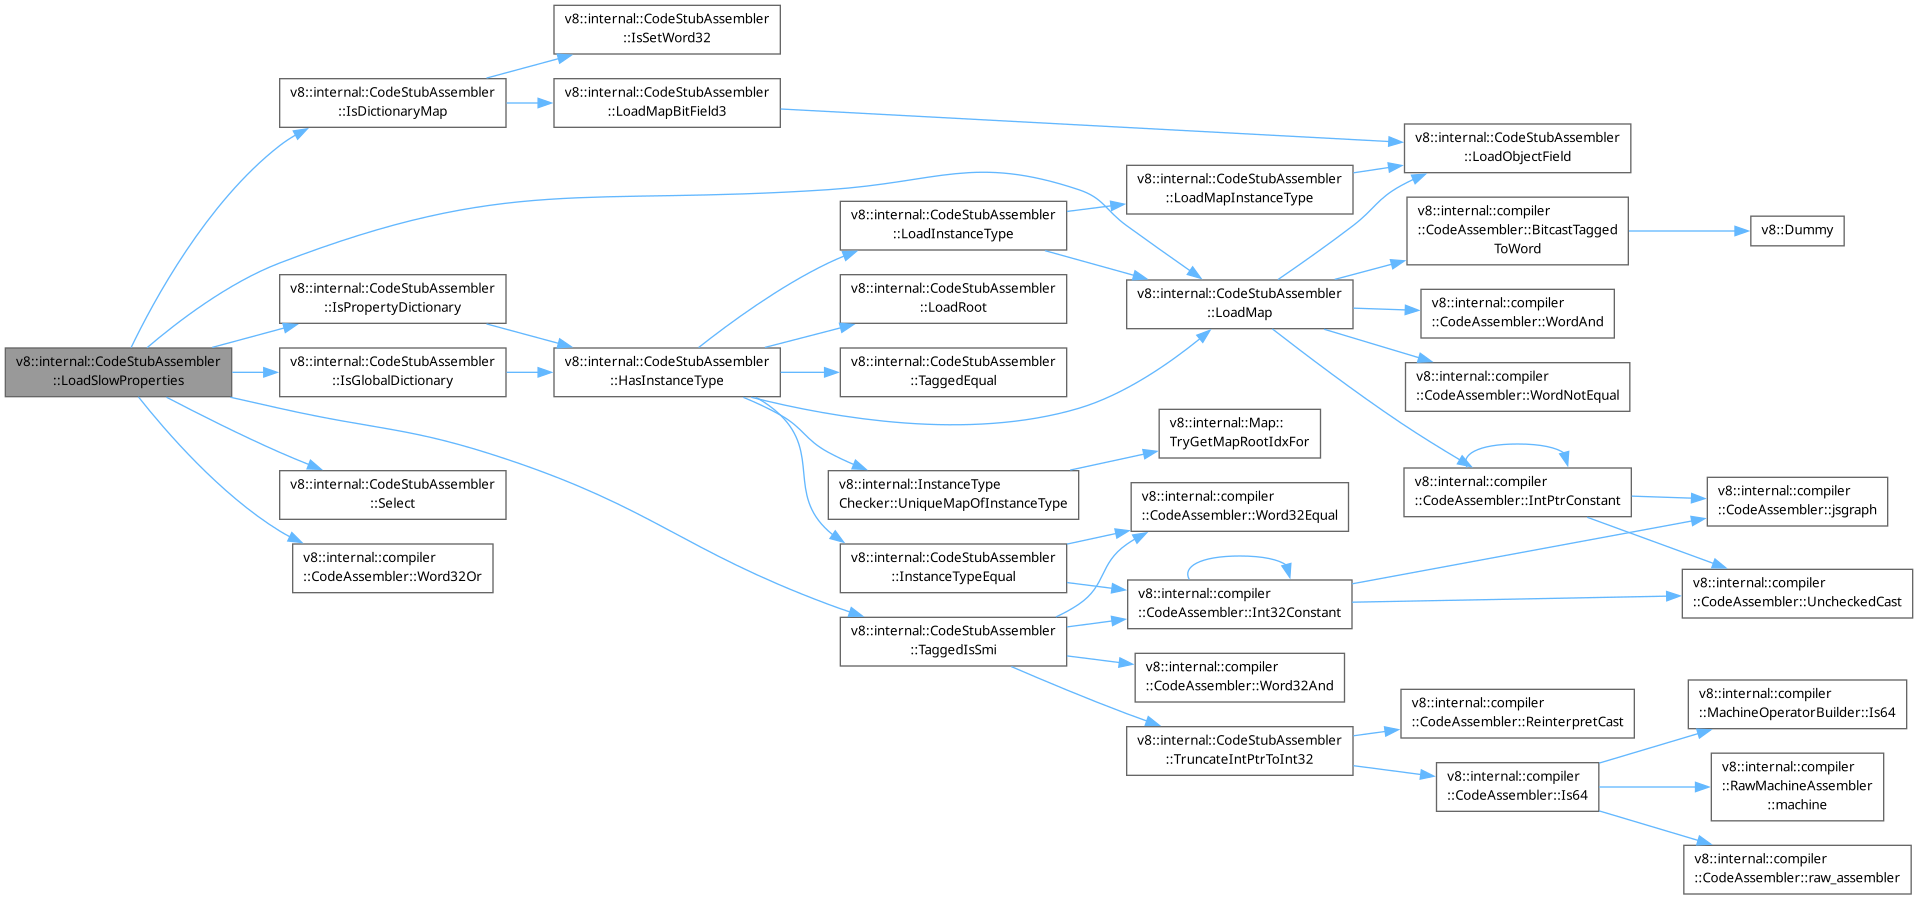 v8::internal::CodeStubAssembler
::LoadSlowProperties
v8::internal::CodeStubAssembler
::IsDictionaryMap
v8::internal::CodeStubAssembler
::IsSetWord32
v8::internal::CodeStubAssembler
::LoadMapBitField3
v8::internal::CodeStubAssembler
::LoadObjectField
v8::internal::CodeStubAssembler
::IsPropertyDictionary
v8::internal::CodeStubAssembler
::IsGlobalDictionary
v8::internal::CodeStubAssembler
::HasInstanceType
v8::internal::CodeStubAssembler
::LoadInstanceType
v8::internal::CodeStubAssembler
::LoadMapInstanceType
v8::internal::CodeStubAssembler
::LoadMap
v8::internal::compiler
::CodeAssembler::BitcastTagged
ToWord
v8::Dummy
v8::internal::compiler
::CodeAssembler::WordAnd
v8::internal::compiler
::CodeAssembler::WordNotEqual
v8::internal::compiler
::CodeAssembler::IntPtrConstant
v8::internal::compiler
::CodeAssembler::jsgraph
v8::internal::compiler
::CodeAssembler::UncheckedCast
v8::internal::CodeStubAssembler
::LoadRoot
v8::internal::CodeStubAssembler
::TaggedEqual
v8::internal::InstanceType
Checker::UniqueMapOfInstanceType
v8::internal::Map::
TryGetMapRootIdxFor
v8::internal::CodeStubAssembler
::InstanceTypeEqual
v8::internal::compiler
::CodeAssembler::Word32Equal
v8::internal::compiler
::CodeAssembler::Int32Constant
v8::internal::CodeStubAssembler
::Select
v8::internal::compiler
::CodeAssembler::Word32Or
v8::internal::CodeStubAssembler
::TaggedIsSmi
v8::internal::compiler
::CodeAssembler::Word32And
v8::internal::CodeStubAssembler
::TruncateIntPtrToInt32
v8::internal::compiler
::CodeAssembler::ReinterpretCast
v8::internal::compiler
::CodeAssembler::Is64
v8::internal::compiler
::MachineOperatorBuilder::Is64
v8::internal::compiler
::RawMachineAssembler
::machine
v8::internal::compiler
::CodeAssembler::raw_assembler